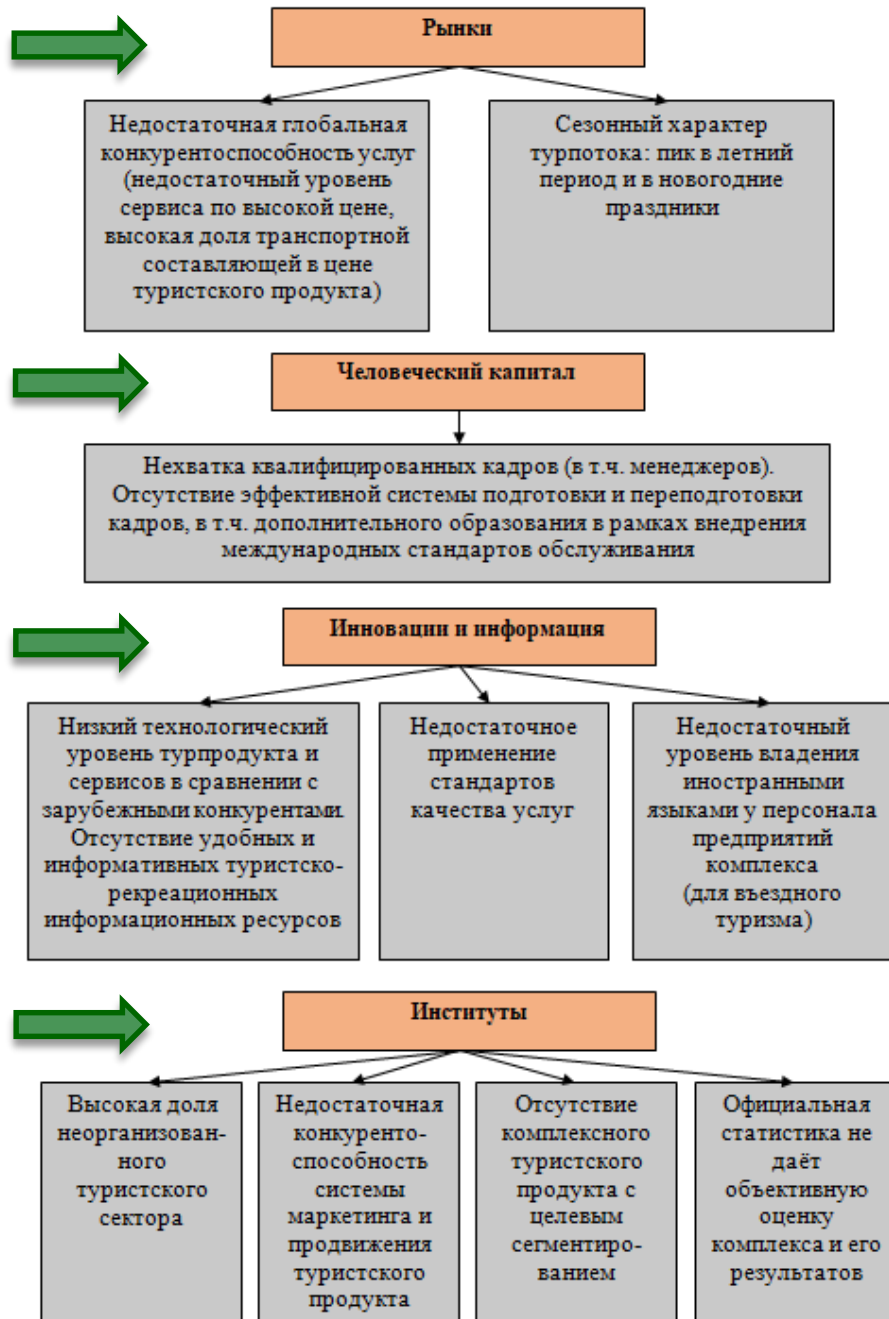 Рынки
Недостаточная глобальная
конкурентоспособность услуг
(недостаточный уровень
сервиса по высокой цене,
высокая доля транспортной
составляющей в цене
туристского продукта)
Сезонный характер
турпотока: пик в летний
период и в новогодние
праздники
Человеческий капитал
Нехватка квалифицированных кадров (в т.ч. менеджеров).
Отсутствие эффективной системы подготовки и переподготовки
кадров, в т.ч. дополнительного образования в рамках внедрения
международных стандартов обслуживания
Инновации и информация
Низкий технологический
уровень турпродукта и
сервисов в сравнении с
зарубежными конкурентами.
Отсутствие удобных и
информативных туристско-
рекреационных
информационных ресурсов
Недостаточное
применение
стандартов
качества услуг
Недостаточный
уровень владения
иностранными
языками у персонала
предприятий
комплекса
(для въездного
туризма)
Институты
Высокая доля
неорганизован-
ного
туристского
сектора
Недостаточная
конкуренто-
способность
системы
маркетинга и
продвижения
туристского
продукта
Отсутствие
комплексного
туристского
продукта с
целевым
сегментиро-
ванием
Официальная
статистика не
даёт
объективную
оценку
комплекса и его
результатов